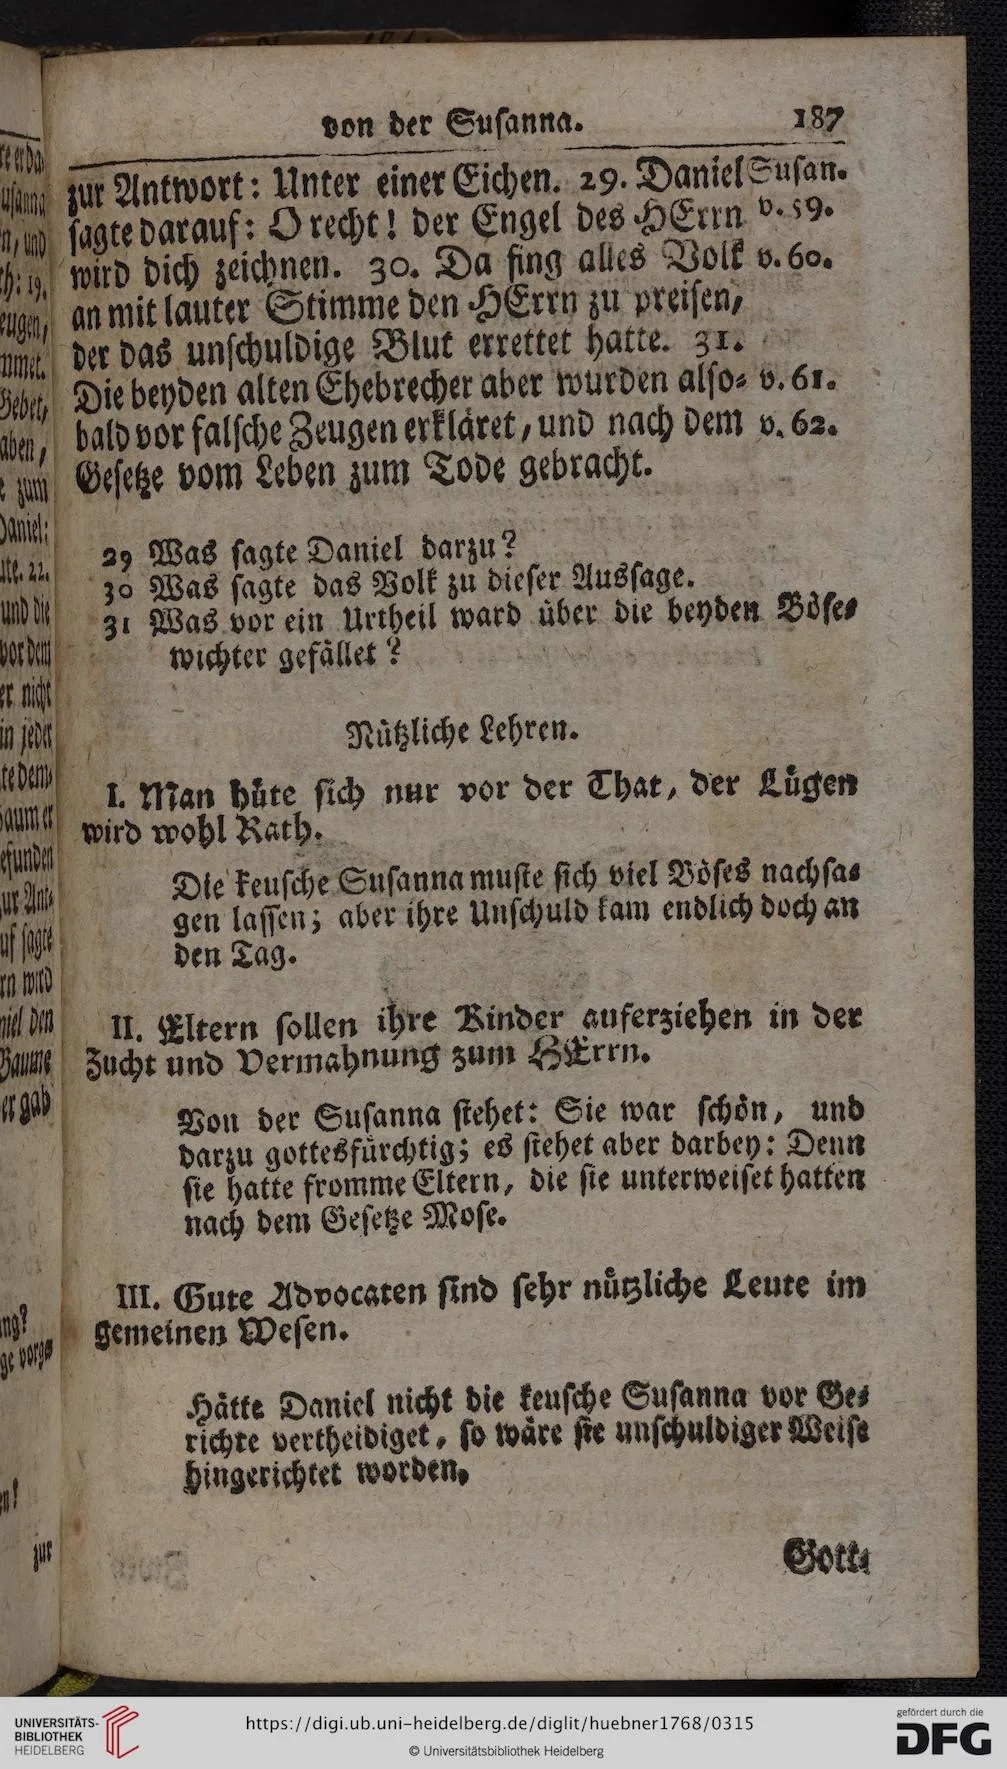 von der Suſanna. 187
zur Antwort: Unter einer Eichen. 29. Daniel Suſan.
ſagte darauf: O recht! der Engel des HErrn v. 59.
wird dich zeichnen. 30. Da fing alles Volk v. 60.
an mit lauter Stimme den HErrn zu preiſen,
der das unſchuldige Blut errettet hatte. 31.
Die beyden alten Ehebrecher aber wurden alſo⸗ v. 61.
bald vor falſche Zeugen erkläret, und nach dem v. 62.
Geſetze vom Leben zum Tode gebracht.
29 Was ſagte Daniel darzu?
30 Was ſagte das Volk zu dieſer Ausſage.
31 Was vor ein Urtheil ward über die beyden Böſe⸗
wichter gefället?
Nützliche Lehren.
I. Man hüte ſich nur vor der That, der Lügen
wird wohl Rath.
Die keuſche Suſanna muſte ſich viel Böſes nachſa⸗
gen laſſen; aber ihre Unſchuld kam endlich doch an
den Tag.
II. Eltern ſollen ihre Kinder auferziehen in der
Zucht und Vermahnung zum HErrn.
Von der Suſanna ſtehet: Sie war ſchön, und
darzu gottesfürchtig; es ſtehet aber darbey: Denn
ſie hatte fromme Eltern, die ſie unterweiſet hatten
nach dem Geſetze Moſe.
III. Gute Advocaten ſind ſehr nützliche Leute im
gemeinen Weſen.
Hätte Daniel nicht die keuſche Suſanna vor Ge⸗
richte vertheidiget, ſo wäre ſie unſchuldiger Weiſe
hingerichtet worden.
Gott⸗
UNIVERSITÄTS-
BIBLIOTHEK
HEIDELBERG
https://digi.ub.uni-heidelberg.de/diglit/huebner1768/0315
© Universitätsbibliothek Heidelberg
gefördert durch die
DFG